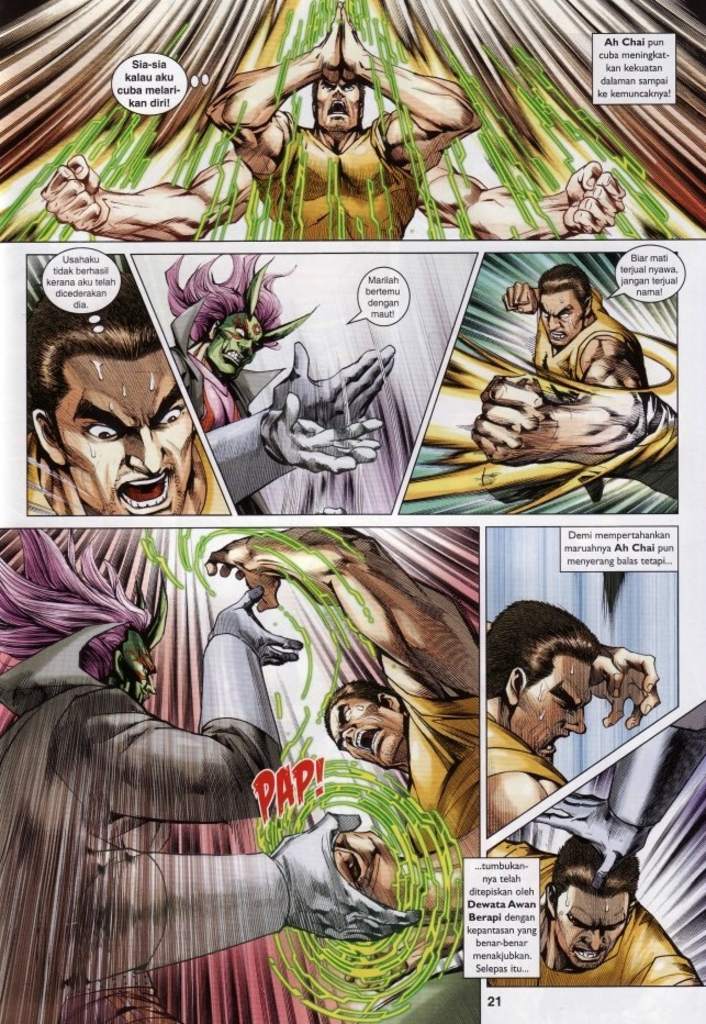 Sia-sia
kalau aku
cuba melari-
kan diri!
Ah Chai pun
cuba meningkat-
kan kekuatan
dalaman sampai
ke kemuncaknya!
Usahaku
tidak berhasil
kerana aku telah
dicederakan
dia.
Marilah
bertemu
dengan
maut!
Biar mati
terjual nyawa,
jangan terjual
nama!
PAP!
Demi mempertahankan
maruahnya Ah Chai pun
menyerang balas tetapi...
...tumbukan-
nya telah
ditepiskan oleh
Dewata Awan
Berapi dengan
kepantasan yang
benar-benar
menakjubkan.
Selepas itu...
21